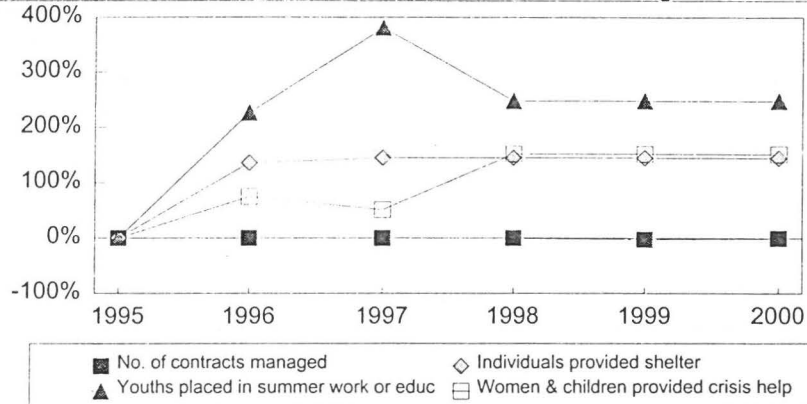 400%
300%
200%
100%
0%
-100%
1995 1996 1997 1998 1999 2000
No. of contracts managed Individuals provided shelter
Youths placed in summer work or educ Women & children provided crisis help